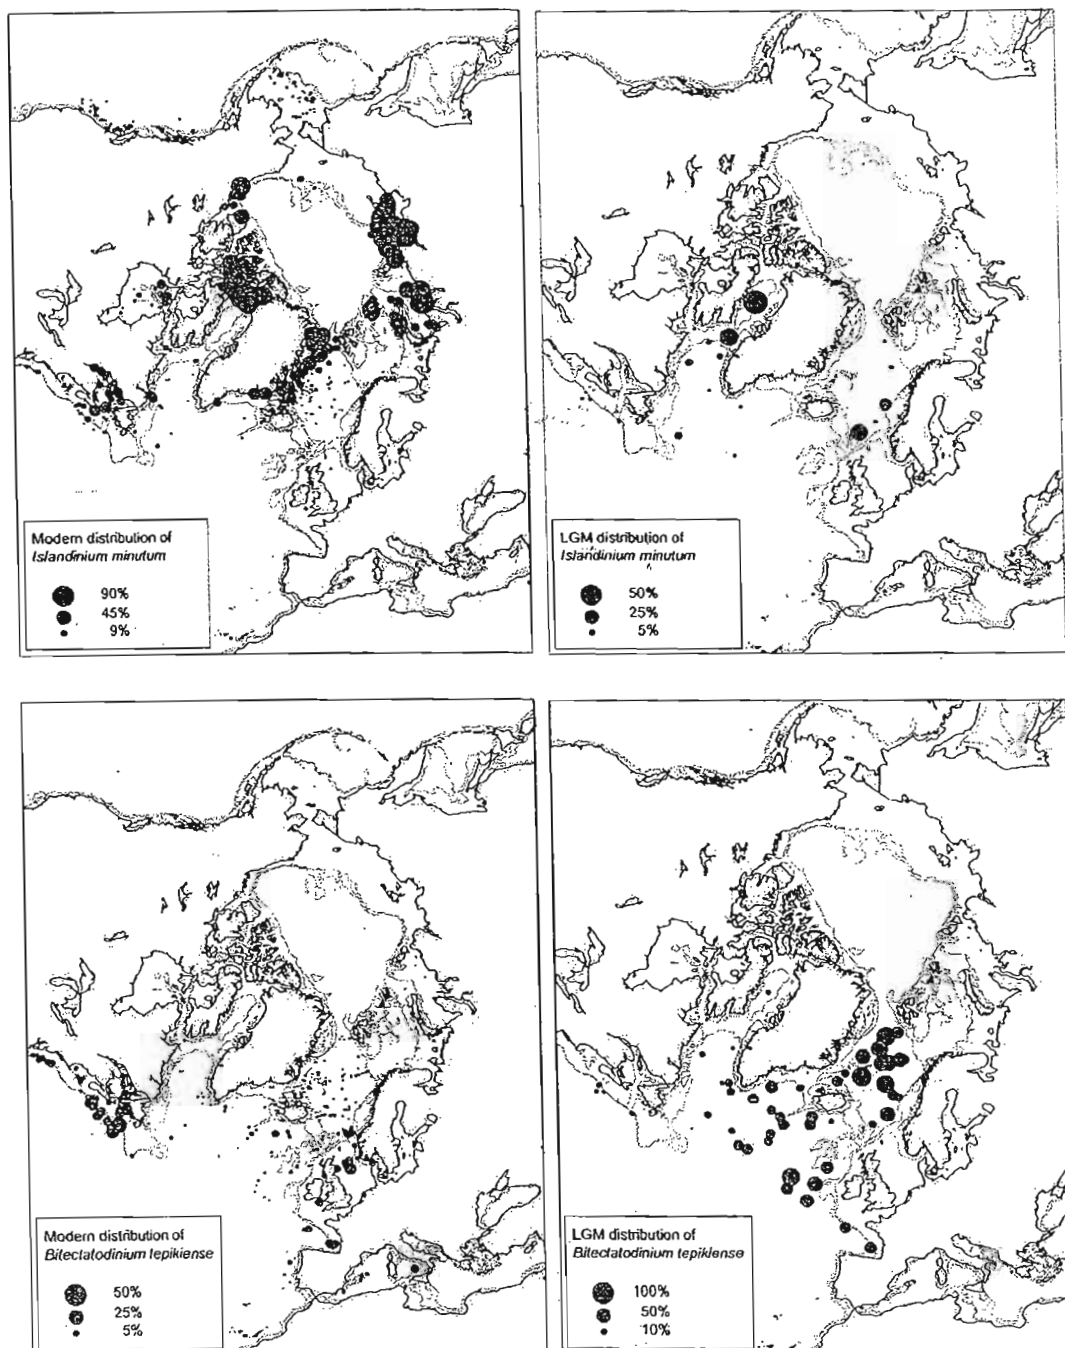 Modern distribution of
Islandinium minutum
90%
45%
9%
LGM distribution of
Islandinium minutum
50%
25%
5%
Modern distribution of
Bitectatodinium tepikiense
50%
25%
5%
LGM distribution of
Bitectatodinium tepikiense
100%
50%
10%